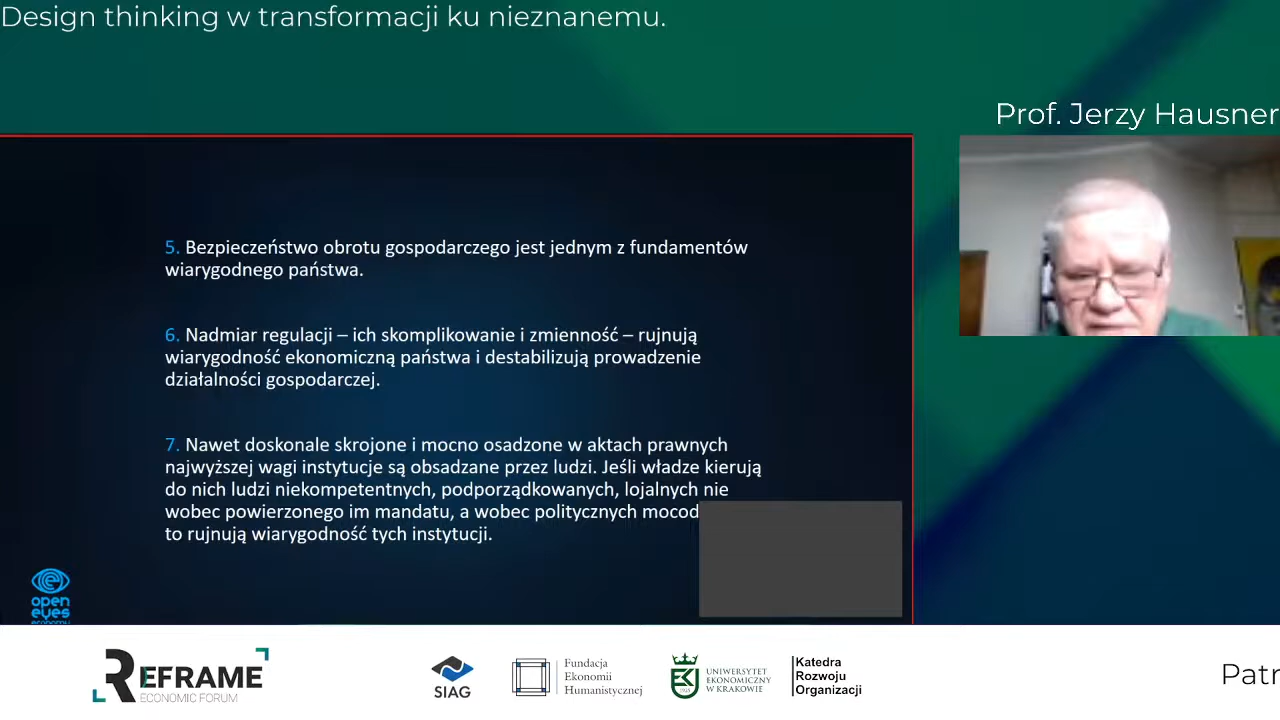 Design thinking w transformacji ku nieznanemu.
Prof. Jerzy Hausner
5. Bezpieczeństwo obrotu gospodarczego jest jednym z fundamentów
wiarygodnego państwa.
6. Nadmiar regulacji – ich skomplikowanie i zmienność – rujnują
wiarygodność ekonomiczną państwa i destabilizują prowadzenie
działalności gospodarczej.
7. Nawet doskonale skrojone i mocno osadzone w aktach prawnych
najwyższej wagi instytucje są obsadzane przez ludzi. Jeśli władze kierują
do nich ludzi niekompetentnych, podporządkowanych, lojalnych nie
wobec powierzonego im mandatu, a wobec politycznych mocod
to rujnują wiarygodność tych instytucji.
open
eyes
economy
REFRAME
ECONOMIC FORUM
SIAG
Fundacja
Ekonomii
Humanistycznej
EK
1925
UNIWERSYTET
EKONOMICZNY
W KRAKOWIE
Katedra
Rozwoju
Organizacji
Patr